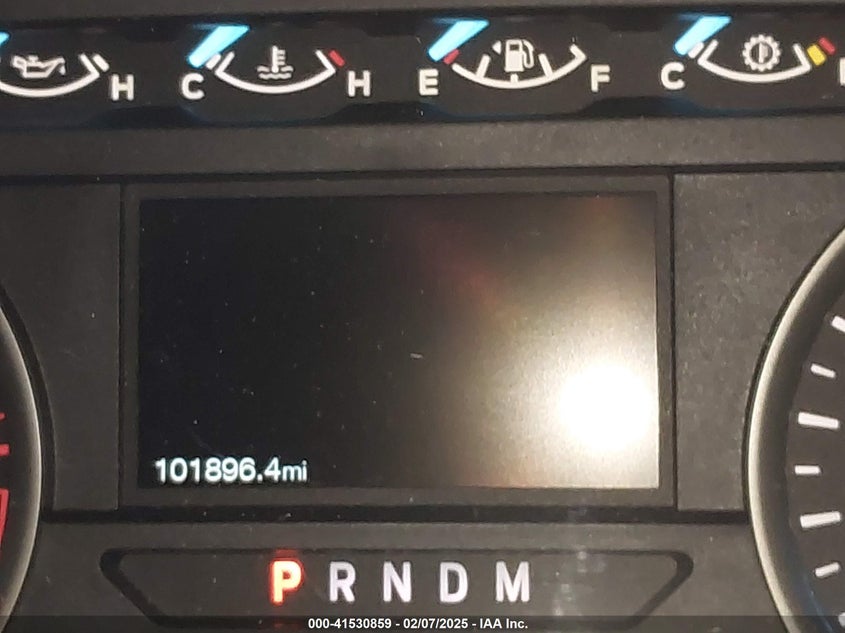 H C H E F C
101896.4mi
P R N D M
000-41530859 - 02/07/2025 - IAA Inc.